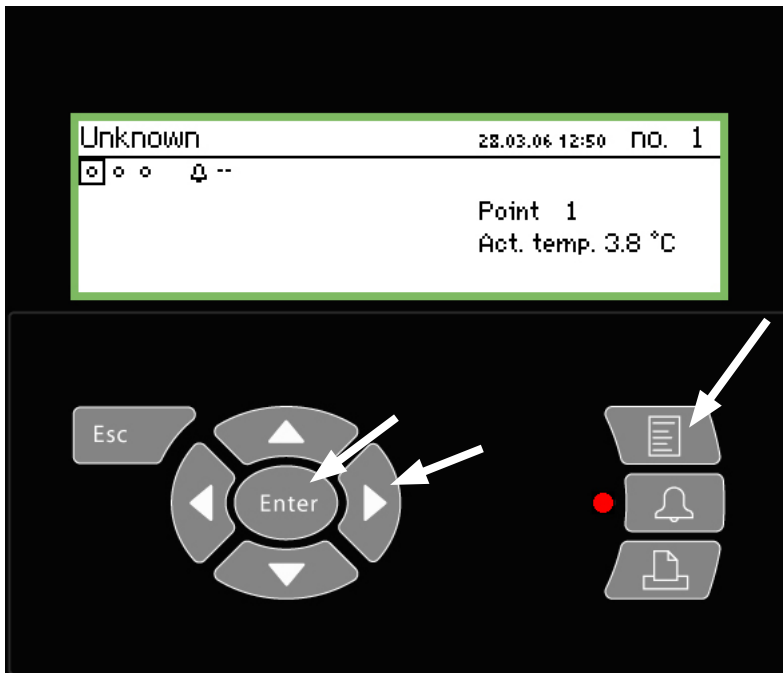 Unknown 28.03.06 12:50 no. 1
--
Point 1
Act. temp. 3.8 °C
Esc
Enter